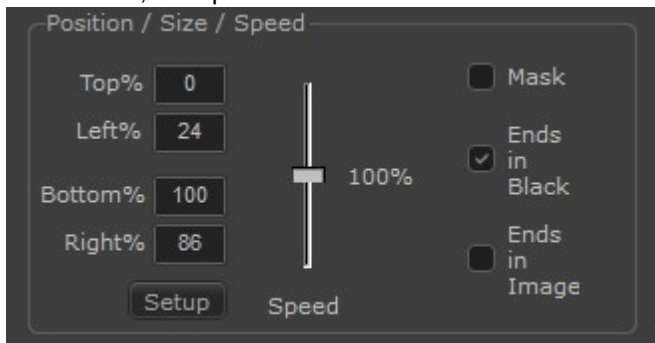 Position / Size / Speed
Top% 0
Left% 24
Bottom% 100
Right% 86
Setup
100%
Speed
Mask
Ends
in
Black
Ends
in
Image